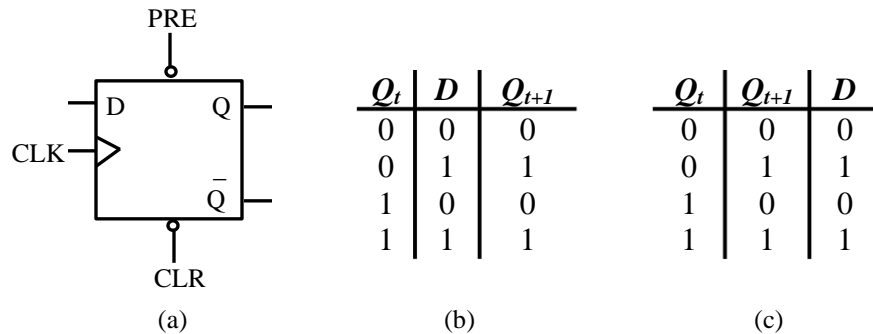 PRE
D Q
CLK
Q̅
CLR
(a)
Qt D Qt+1
0 0 0
0 1 1
1 0 0
1 1 1
(b)
Qt Qt+1 D
0 0 0
0 1 1
1 0 0
1 1 1
(c)